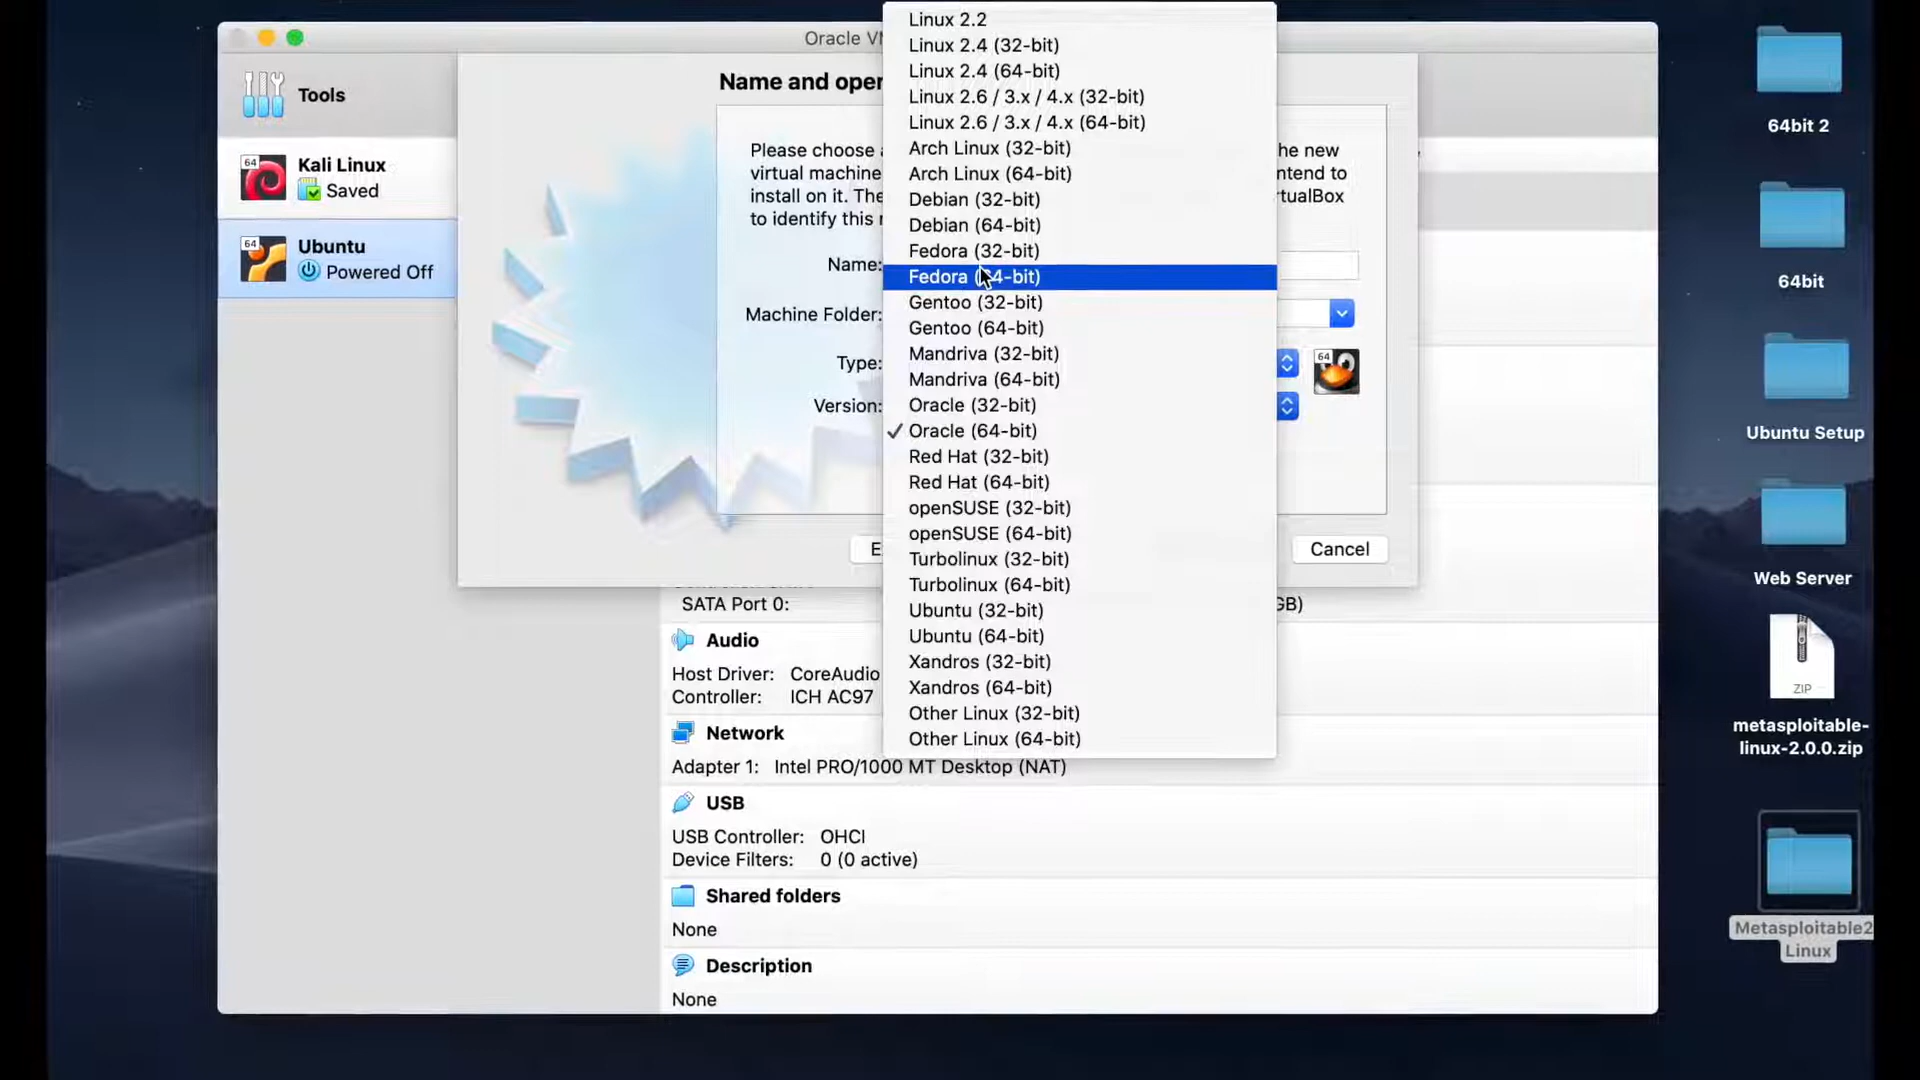 Oracle VM
Tools
64
Kali Linux
Saved
64
Ubuntu
Powered Off
Name and oper
Please choose a
he new
virtual machine
ntend to
install on it. The
tualBox
to identify this
Name:
Machine Folder:
Type:
64
Version:
Cancel
Linux 2.2
Linux 2.4 (32-bit)
Linux 2.4 (64-bit)
Linux 2.6 / 3.x / 4.x (32-bit)
Linux 2.6 / 3.x / 4.x (64-bit)
Arch Linux (32-bit)
Arch Linux (64-bit)
Debian (32-bit)
Debian (64-bit)
Fedora (32-bit)
Fedora (64-bit)
Gentoo (32-bit)
Gentoo (64-bit)
Mandriva (32-bit)
Mandriva (64-bit)
Oracle (32-bit)
Oracle (64-bit)
Red Hat (32-bit)
Red Hat (64-bit)
openSUSE (32-bit)
openSUSE (64-bit)
Turbolinux (32-bit)
Turbolinux (64-bit)
Ubuntu (32-bit)
Ubuntu (64-bit)
Xandros (32-bit)
Xandros (64-bit)
Other Linux (32-bit)
Other Linux (64-bit)
SATA Port 0:
GB)
Audio
Host Driver: CoreAudio
Controller: ICH AC97
Network
Adapter 1: Intel PRO/1000 MT Desktop (NAT)
USB
USB Controller: OHCI
Device Filters: 0 (0 active)
Shared folders
None
Description
None
64bit 2
64bit
Ubuntu Setup
Web Server
ZIP
metasploitable-
linux-2.0.0.zip
Metasploitable2
Linux